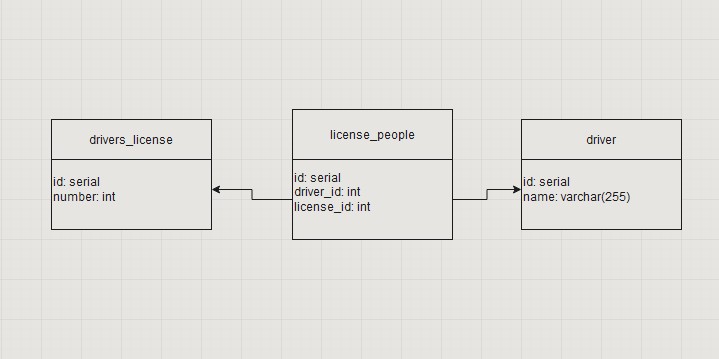 drivers_license
id: serial
number: int
license_people
id: serial
driver_id: int
license_id: int
driver
id: serial
name: varchar(255)